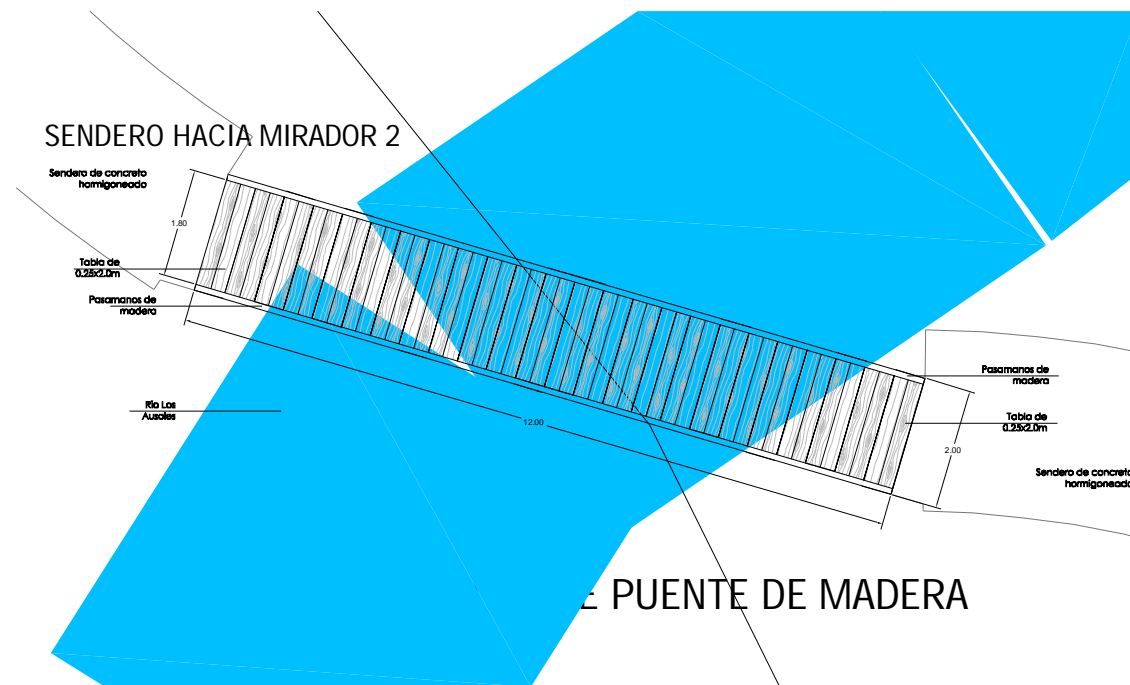 SENDERO HACIA MIRADOR 2
Sendero de concreto
hormigoneado
1.80
Tabla de
0.25x2.0m
Pasamanos de
madera
Río Los
Ausoles
12.00
Pasamanos de
madera
Tabla de
0.25x2.0m
2.00
Sendero de concreto
hormigoneado
E PUENTE DE MADERA